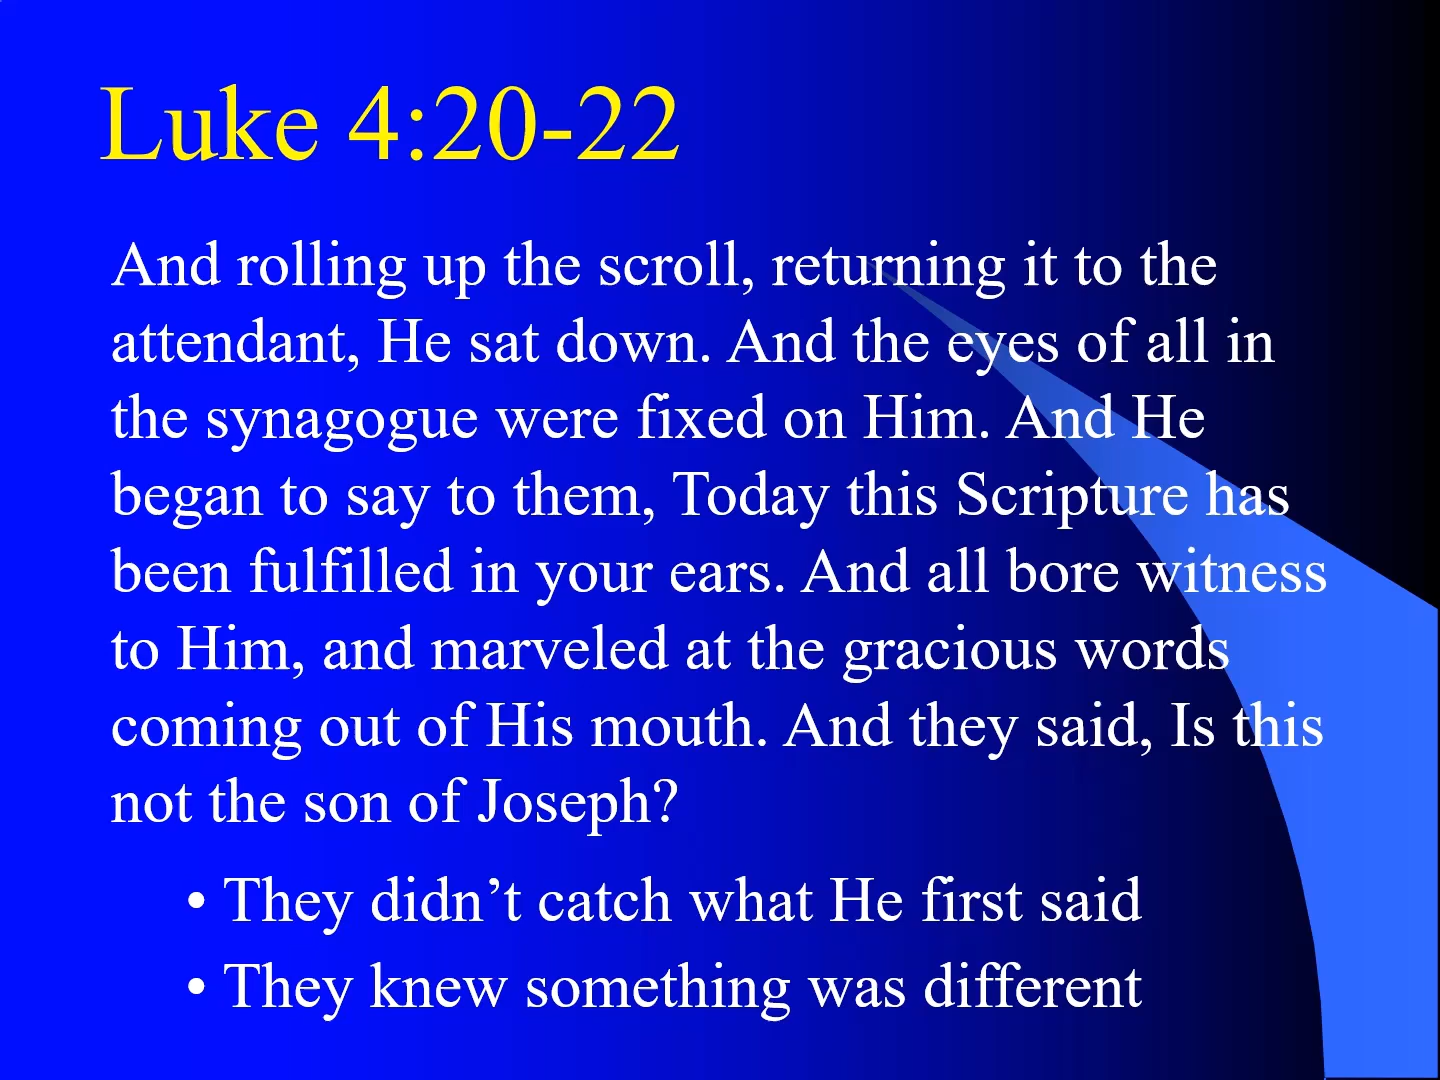 Luke 4:20-22
And rolling up the scroll, returning it to the
attendant, He sat down. And the eyes of all in
the synagogue were fixed on Him. And He
began to say to them, Today this Scripture has
been fulfilled in your ears. And all bore witness
to Him, and marveled at the gracious words
coming out of His mouth. And they said, Is this
not the son of Joseph?
• They didn’t catch what He first said
• They knew something was different